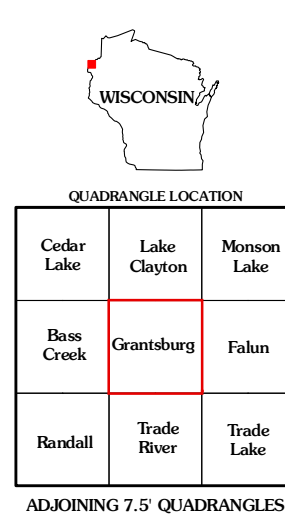 WISCONSIN
QUADRANGLE LOCATION
Cedar
Lake
Lake
Clayton
Monson
Lake
Bass
Creek
Grantsburg
Falun
Randall
Trade
River
Trade
Lake
ADJOINING 7.5' QUADRANGLES